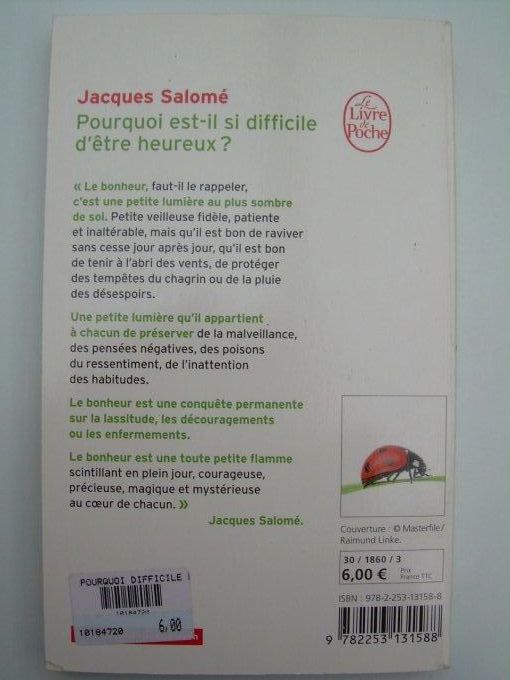 Jacques Salomé
Pourquoi est-il si difficile
d'être heureux ?
Le
Livre
de
Poche
« Le bonheur, faut-il le rappeler,
c'est une petite lumière au plus sombre
de soi. Petite veilleuse fidèle, patiente
et inaltérable, mais qu'il est bon de raviver
sans cesse jour après jour, qu'il est bon
de tenir à l'abri des vents, de protéger
des tempêtes du chagrin ou de la pluie
des désespoirs.
Une petite lumière qu'il appartient
à chacun de préserver de la malveillance,
des pensées négatives, des poisons
du ressentiment, de l'inattention
des habitudes.
Le bonheur est une conquête permanente
sur la lassitude, les découragements
ou les enfermements.
Le bonheur est une toute petite flamme
scintillant en plein jour, courageuse,
précieuse, magique et mystérieuse
au cœur de chacun. »
Jacques Salomé.
Couverture : © Masterfile/
Raimund Linke.
30 / 1860 / 3
6,00 € Prix
France TTC
ISBN : 978-2-253-13158-8
9 782253 131588
POURQUOI DIFFICILE
10184720
10184720 6,00